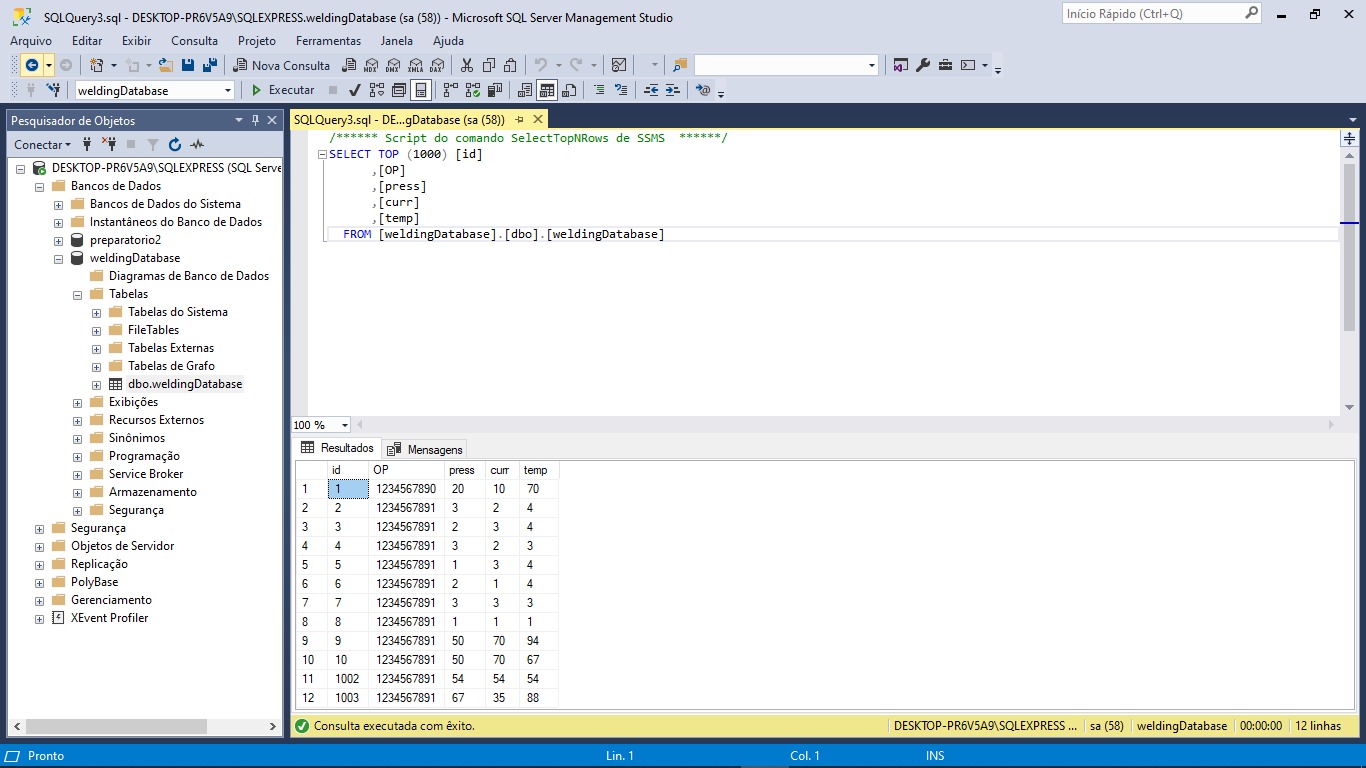 SQLQuery3.sql - DESKTOP-PR6V5A9\SQLEXPRESS.weldingDatabase (sa (58)) - Microsoft SQL Server Management Studio
Início Rápido (Ctrl+Q)
Arquivo Editar Exibir Consulta Projeto Ferramentas Janela Ajuda
Nova Consulta MDX DMX XMLA DAX
weldingDatabase Executar
Pesquisador de Objetos
Conectar
DESKTOP-PR6V5A9\SQLEXPRESS (SQL Serve
Bancos de Dados
Bancos de Dados do Sistema
Instantâneos do Banco de Dados
preparatorio2
weldingDatabase
Diagramas de Banco de Dados
Tabelas
Tabelas do Sistema
FileTables
Tabelas Externas
Tabelas de Grafo
dbo.weldingDatabase
Exibições
Recursos Externos
Sinônimos
Programação
Service Broker
Armazenamento
Segurança
Segurança
Objetos de Servidor
Replicação
PolyBase
Gerenciamento
XEvent Profiler
SQLQuery3.sql - DE...gDatabase (sa (58))
/****** Script do comando SelectTopNRows de SSMS  ******/
SELECT TOP (1000) [id]
,[OP]
,[press]
,[curr]
,[temp]
FROM [weldingDatabase].[dbo].[weldingDatabase]
100 %
Resultados Mensagens
id OP press curr temp
1 1 1234567890 20 10 70
2 2 1234567891 3 2 4
3 3 1234567891 2 3 4
4 4 1234567891 3 2 3
5 5 1234567891 1 3 4
6 6 1234567891 2 1 4
7 7 1234567891 3 3 3
8 8 1234567891 1 1 1
9 9 1234567891 50 70 94
10 10 1234567891 50 70 67
11 1002 1234567891 54 54 54
12 1003 1234567891 67 35 88
Consulta executada com êxito. DESKTOP-PR6V5A9\SQLEXPRESS ... sa (58) weldingDatabase 00:00:00 12 linhas
Pronto Lin. 1 Col. 1 INS